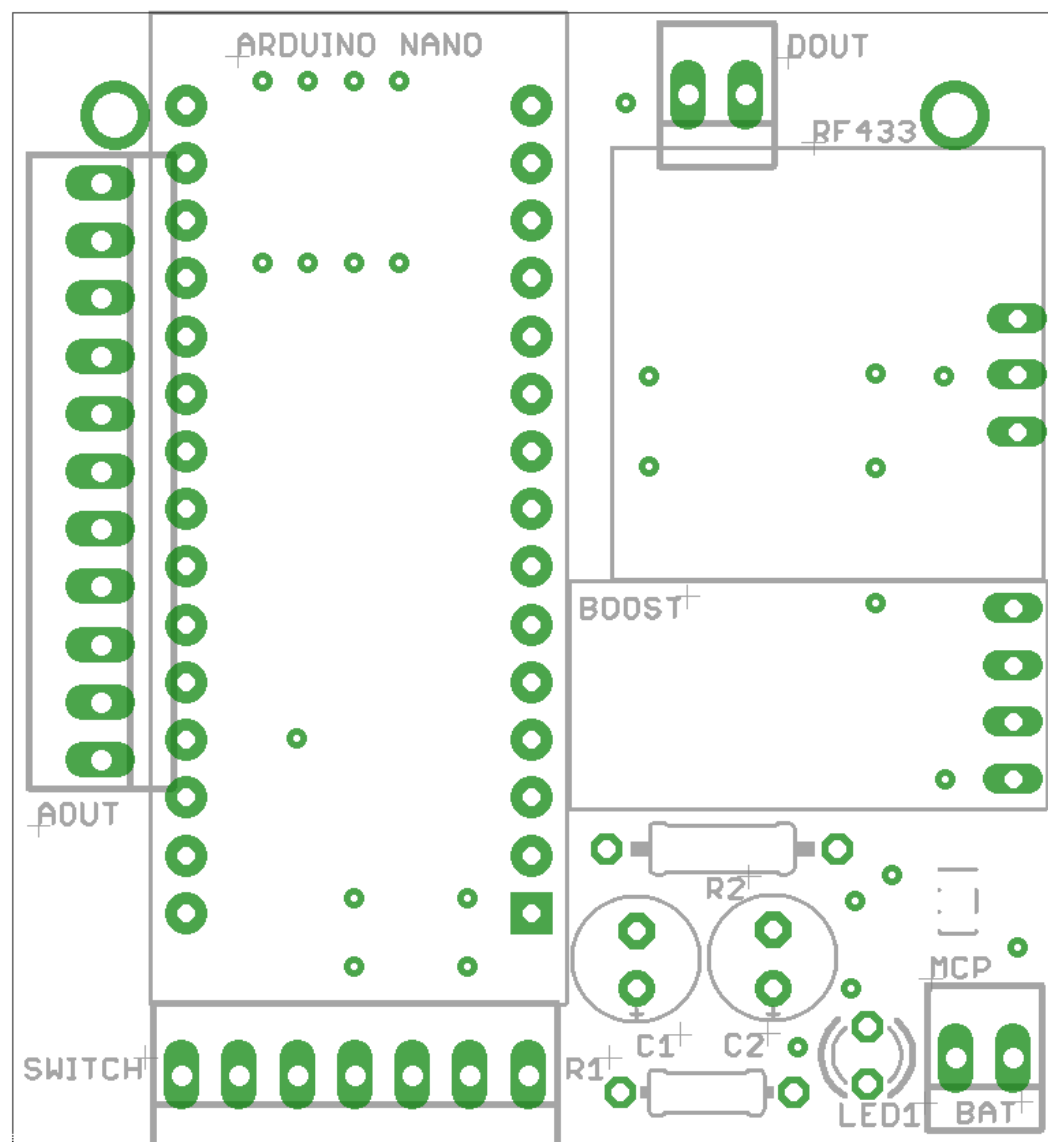 ARDUINO NANO
DOUT
RF433
BOOST
AOUT
R2
MCP
SWITCH
R1
C1
C2
LED1
BAT